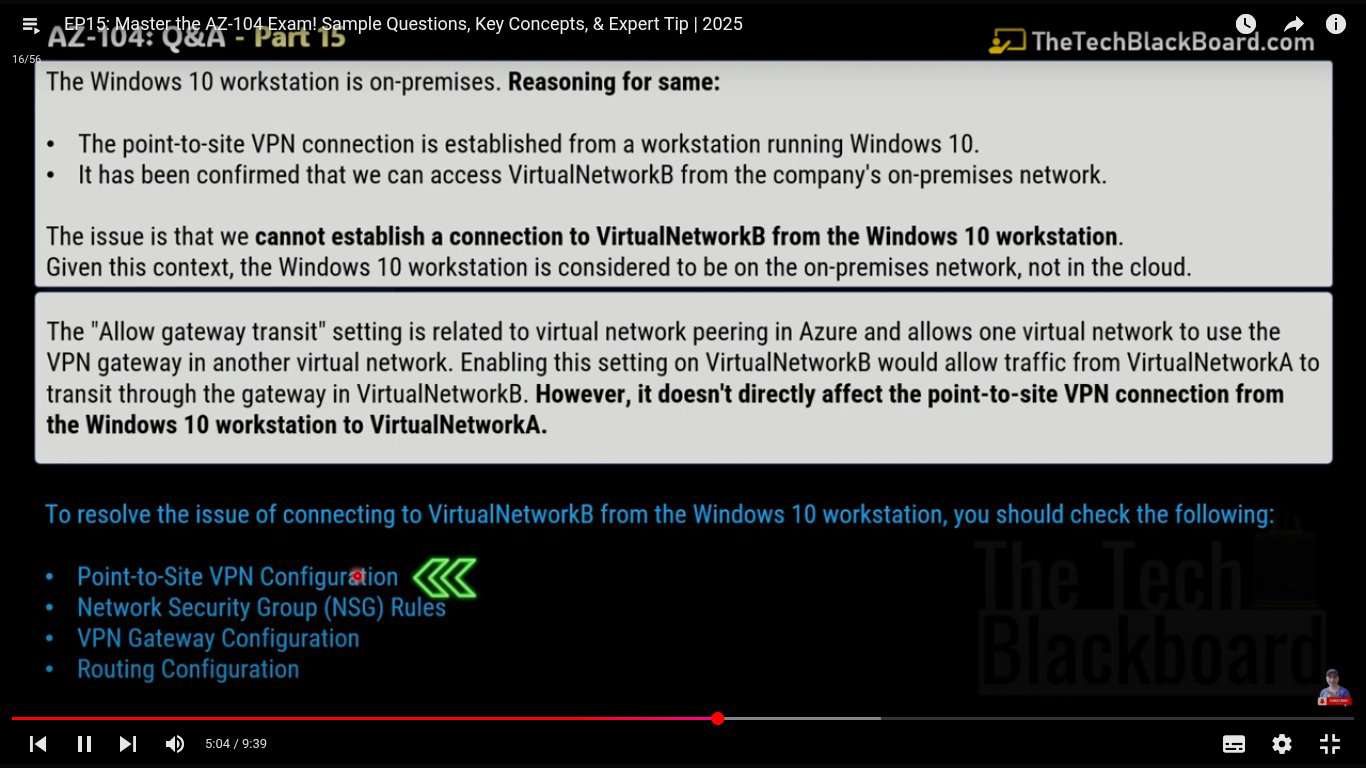 EP15: Master the AZ-104 Exam! Sample Questions, Key Concepts, & Expert Tip | 2025
AZ-104: Q&A - Part 15
TheTechBlackBoard.com
16/56
The Windows 10 workstation is on-premises. Reasoning for same:
• The point-to-site VPN connection is established from a workstation running Windows 10.
• It has been confirmed that we can access VirtualNetworkB from the company's on-premises network.
The issue is that we cannot establish a connection to VirtualNetworkB from the Windows 10 workstation.
Given this context, the Windows 10 workstation is considered to be on the on-premises network, not in the cloud.
The "Allow gateway transit" setting is related to virtual network peering in Azure and allows one virtual network to use the
VPN gateway in another virtual network. Enabling this setting on VirtualNetworkB would allow traffic from VirtualNetworkA to
transit through the gateway in VirtualNetworkB. However, it doesn't directly affect the point-to-site VPN connection from
the Windows 10 workstation to VirtualNetworkA.
To resolve the issue of connecting to VirtualNetworkB from the Windows 10 workstation, you should check the following:
• Point-to-Site VPN Configuration
• Network Security Group (NSG) Rules
• VPN Gateway Configuration
• Routing Configuration
The Tech
Blackboard
5:04 / 9:39